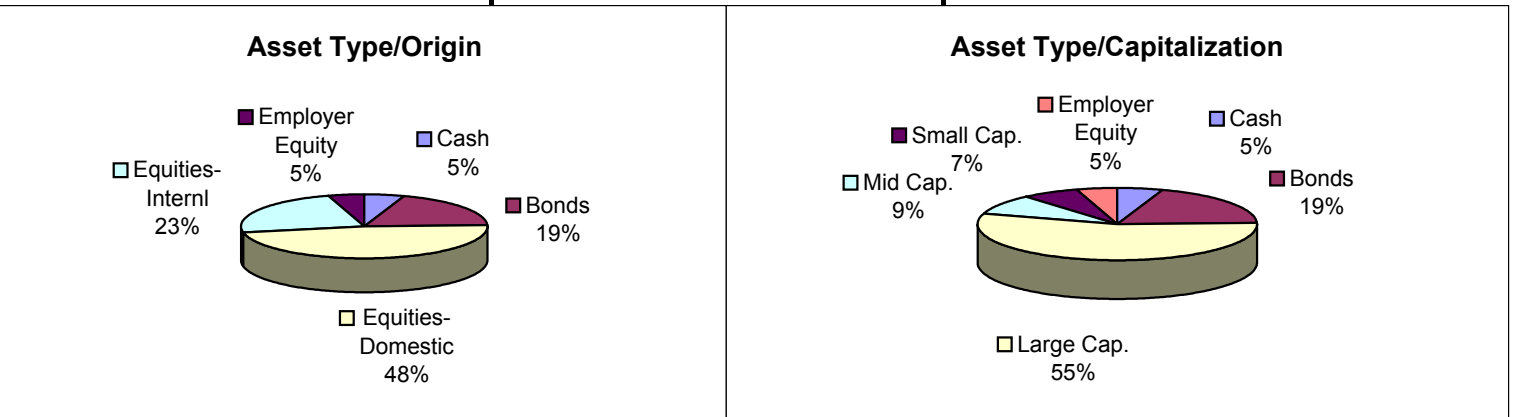 Asset Type/Origin
Employer
Equity
5%
Cash
5%
Equities-
Internl
23%
Bonds
19%
Equities-
Domestic
48%
Asset Type/Capitalization
Employer
Equity
5%
Cash
5%
Small Cap.
7%
Mid Cap.
9%
Bonds
19%
Large Cap.
55%